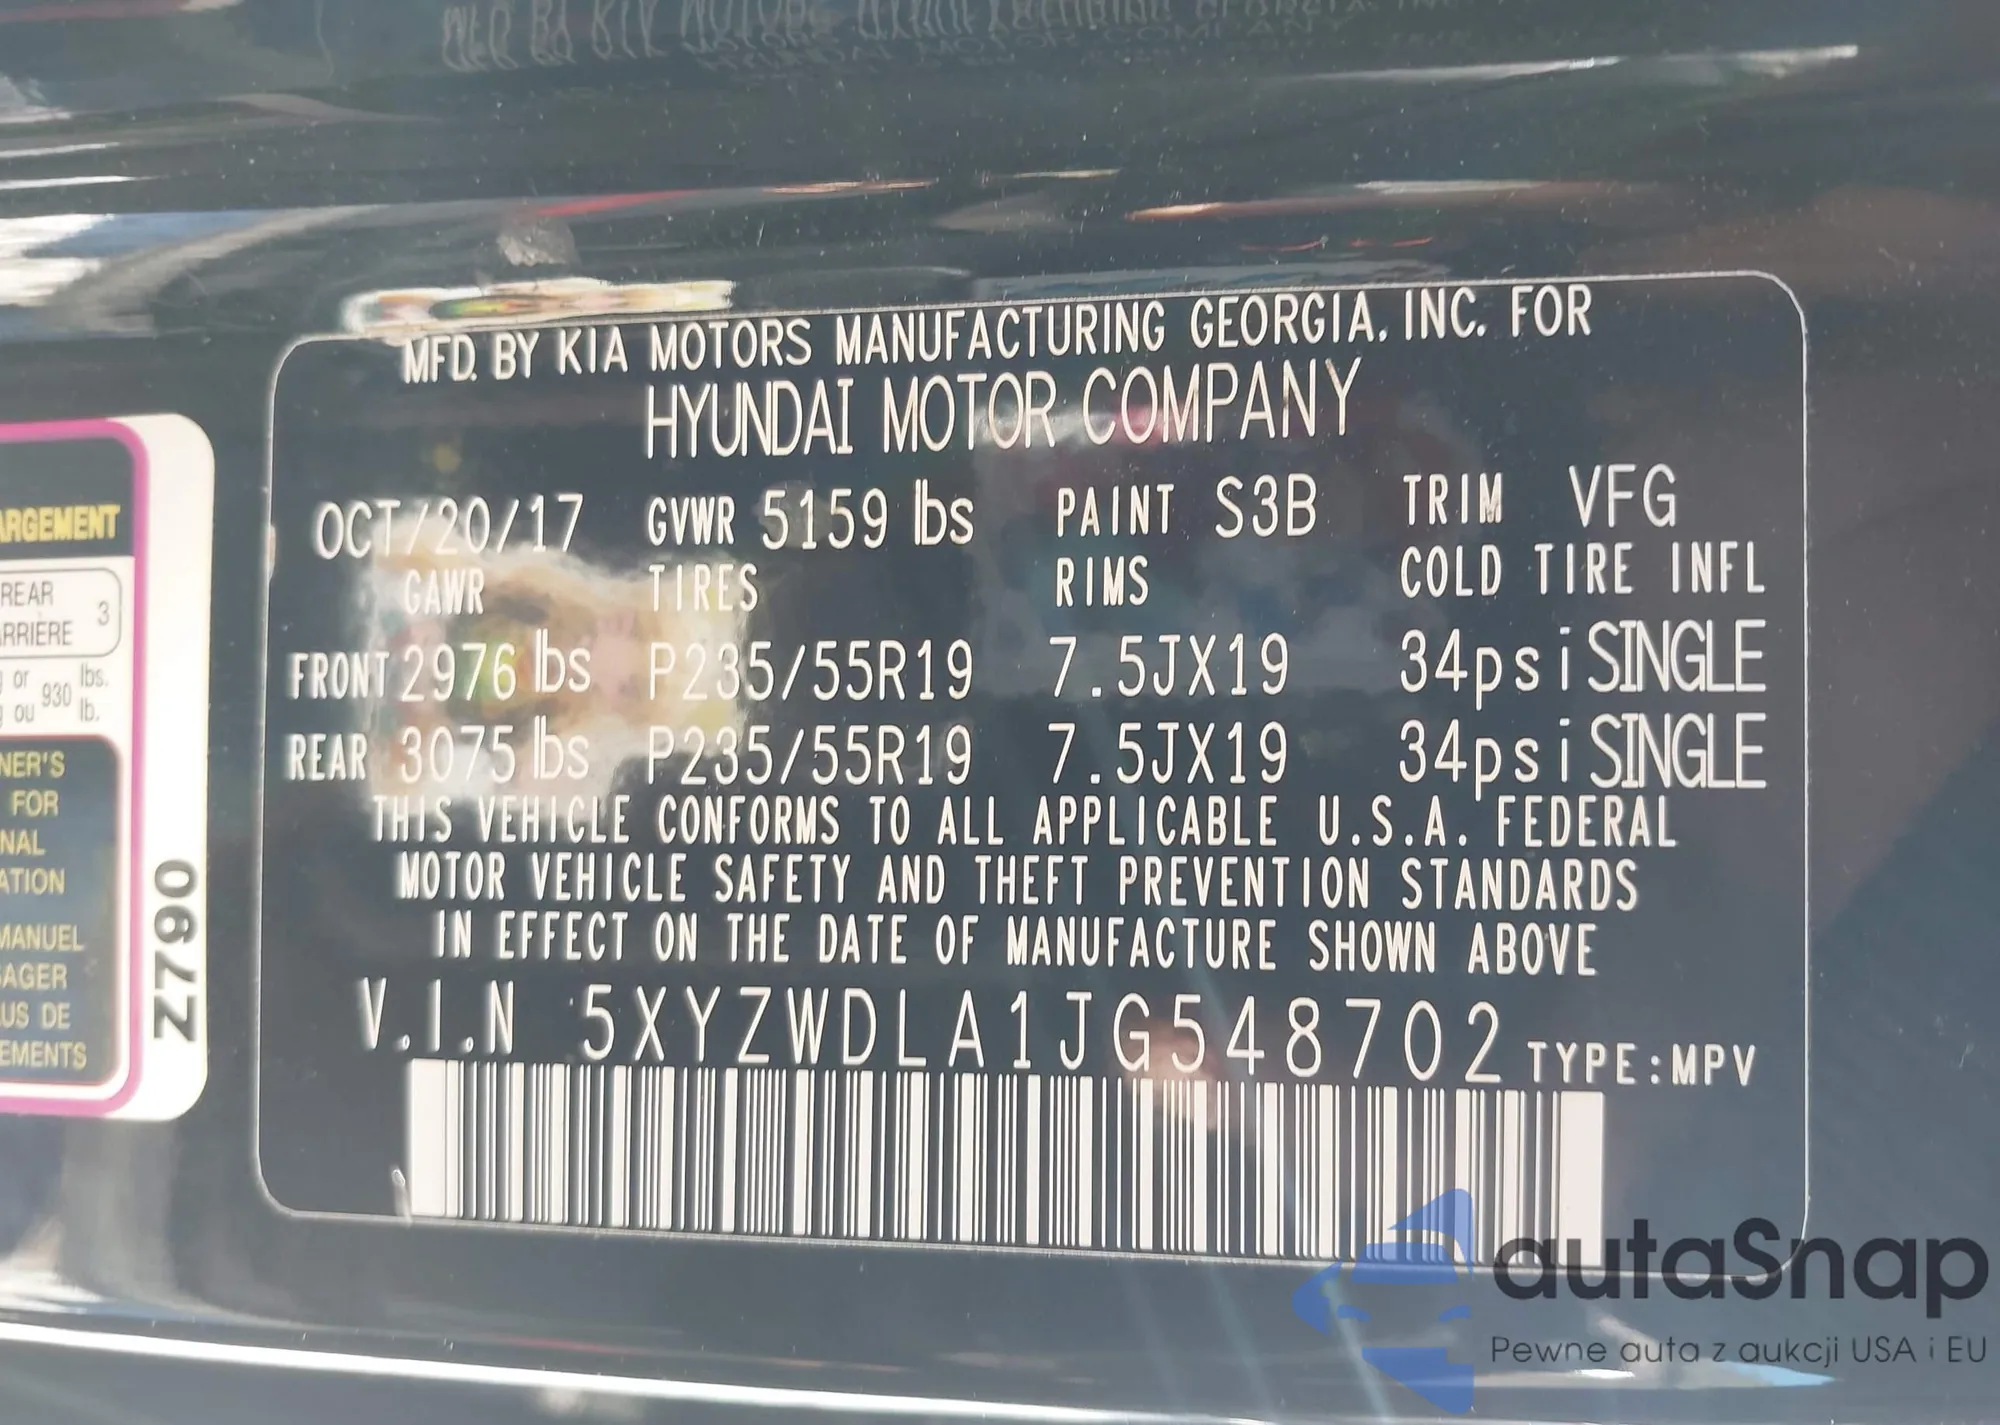 MFD. BY KIA MOTORS MANUFACTURING GEORGIA, INC. FOR
HYUNDAI MOTOR COMPANY
OCT/20/17 GVWR 5159 lbs PAINT S3B TRIM VFG
GAWR TIRES RIMS COLD TIRE INFL
FRONT 2976 lbs P235/55R19 7.5JX19 34psi SINGLE
REAR 3075 lbs P235/55R19 7.5JX19 34psi SINGLE
THIS VEHICLE CONFORMS TO ALL APPLICABLE U.S.A. FEDERAL
MOTOR VEHICLE SAFETY AND THEFT PREVENTION STANDARDS
IN EFFECT ON THE DATE OF MANUFACTURE SHOWN ABOVE
V.I.N 5XYZWDLA1JG548702 TYPE:MPV
ARGEMENT
REAR
ARRIERE 3
or 930 lbs.
ou lb.
NER'S
FOR
NAL
ATION
MANUEL
SAGER
US DE
EMENTS
Z790
autaSnap
Pewne auta z aukcji USA i EU